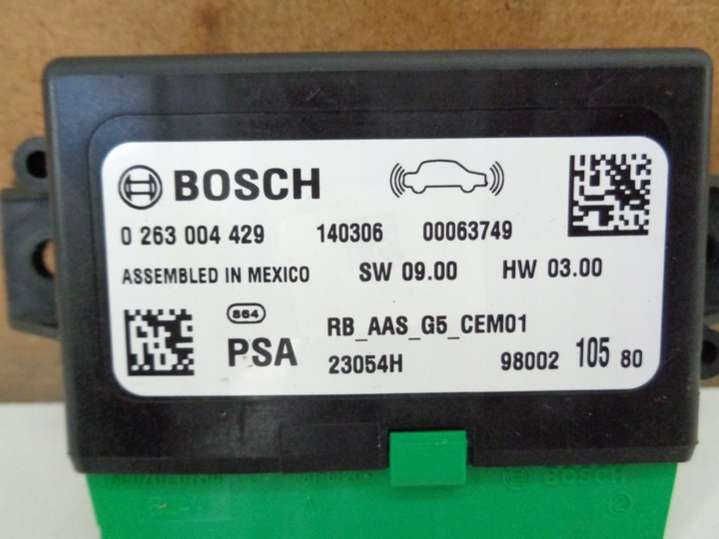 BOSCH
0 263 004 429 140306 00063749
ASSEMBLED IN MEXICO SW 09.00 HW 03.00
864
PSA
RB_AAS_G5_CEM01
23054H 98002 105 80
BOSCH